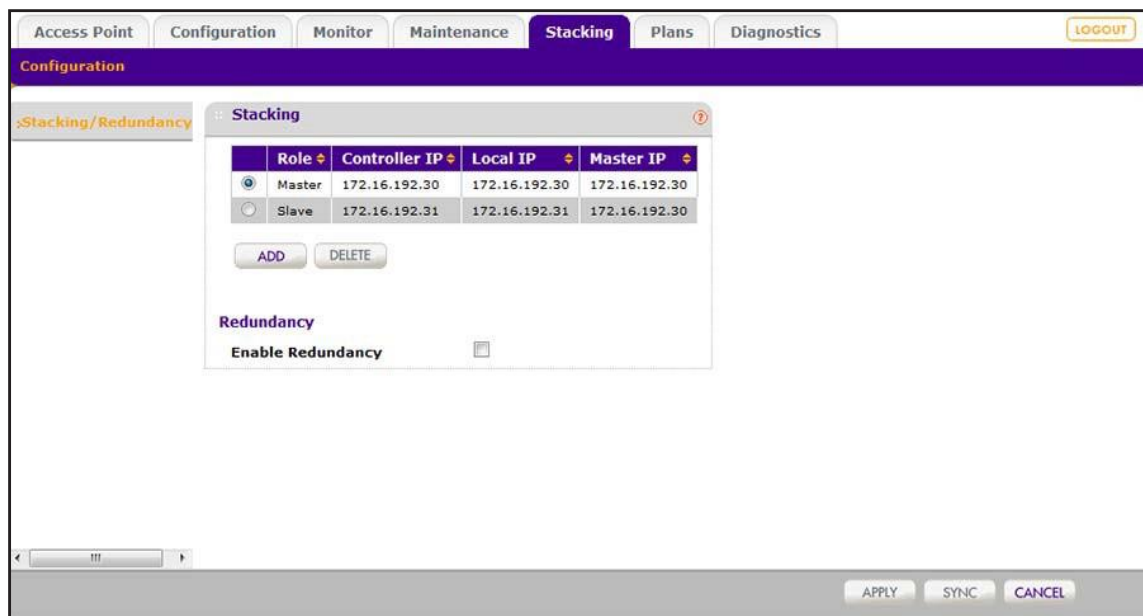 Access Point Configuration Monitor Maintenance Stacking Plans Diagnostics LOGOUT
Configuration
Stacking/Redundancy
Stacking ?
Role Controller IP Local IP Master IP
Master 172.16.192.30 172.16.192.30 172.16.192.30
Slave 172.16.192.31 172.16.192.31 172.16.192.30
ADD DELETE
Redundancy
Enable Redundancy
APPLY SYNC CANCEL